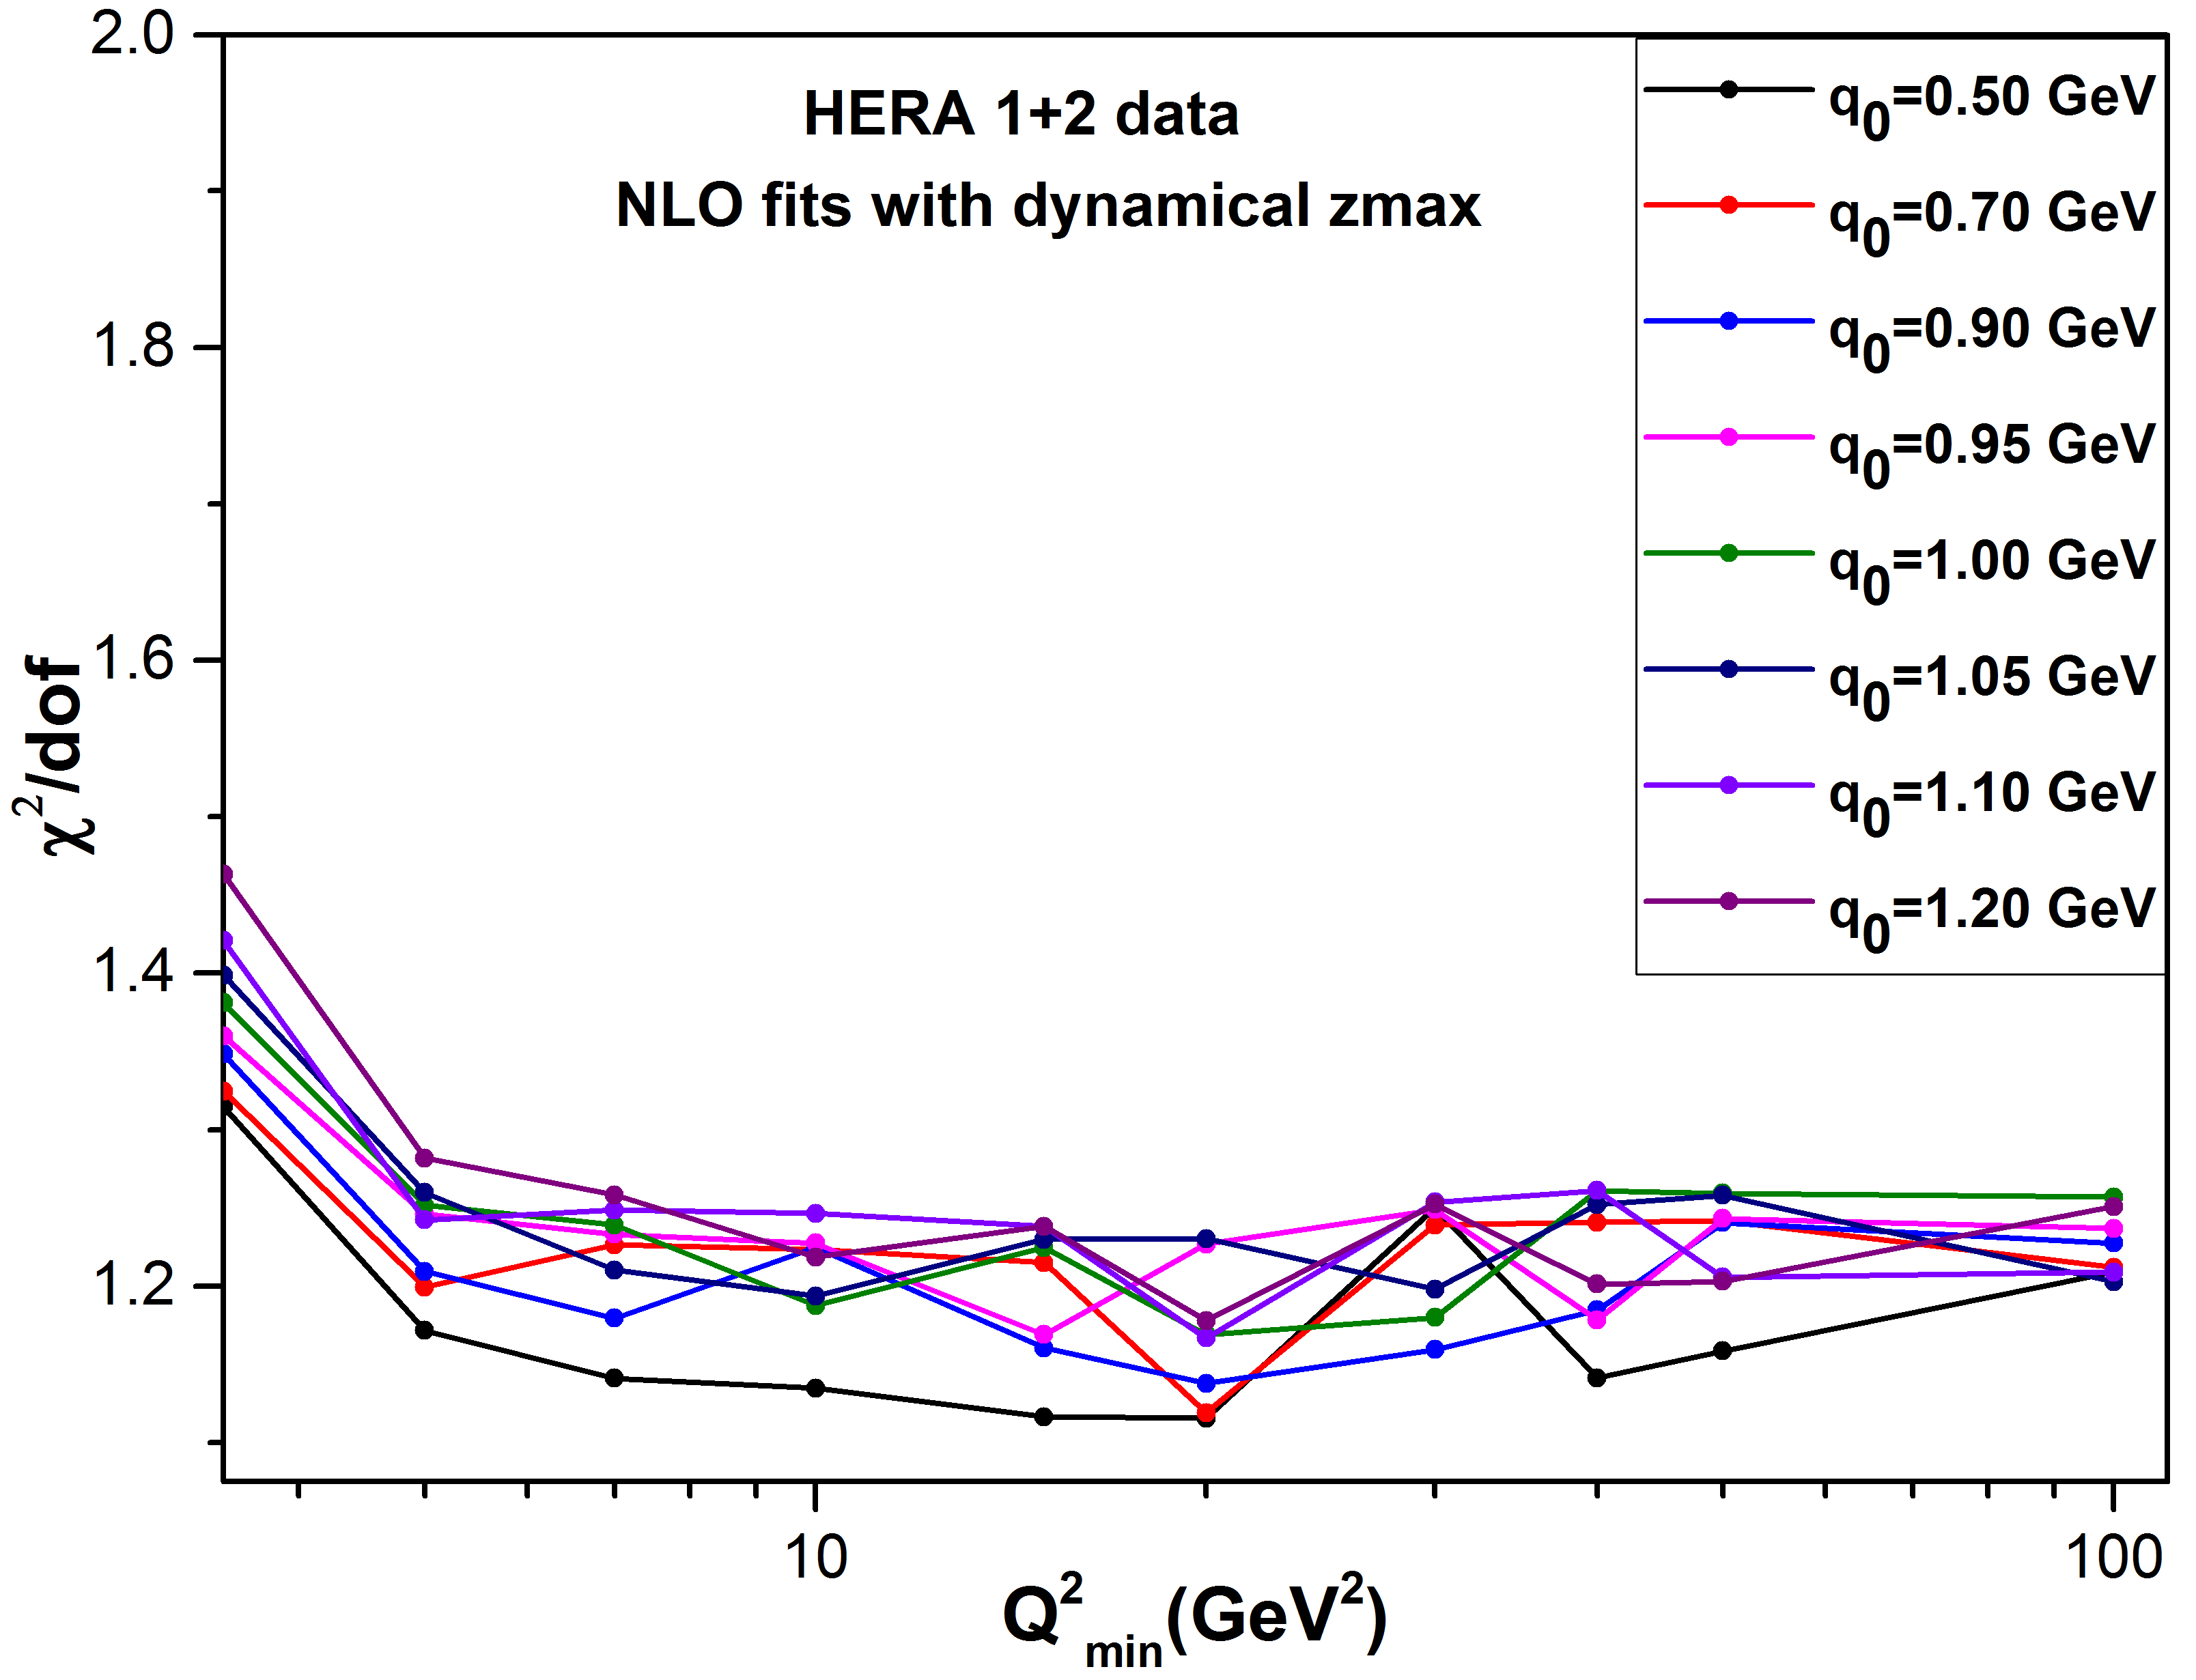 HERA 1+2 data
NLO fits with dynamical zmax
q0=0.50 GeV
q0=0.70 GeV
q0=0.90 GeV
q0=0.95 GeV
q0=1.00 GeV
q0=1.05 GeV
q0=1.10 GeV
q0=1.20 GeV
2.0
1.8
1.6
1.4
1.2
χ²/dof
10
100
Q²min(GeV²)